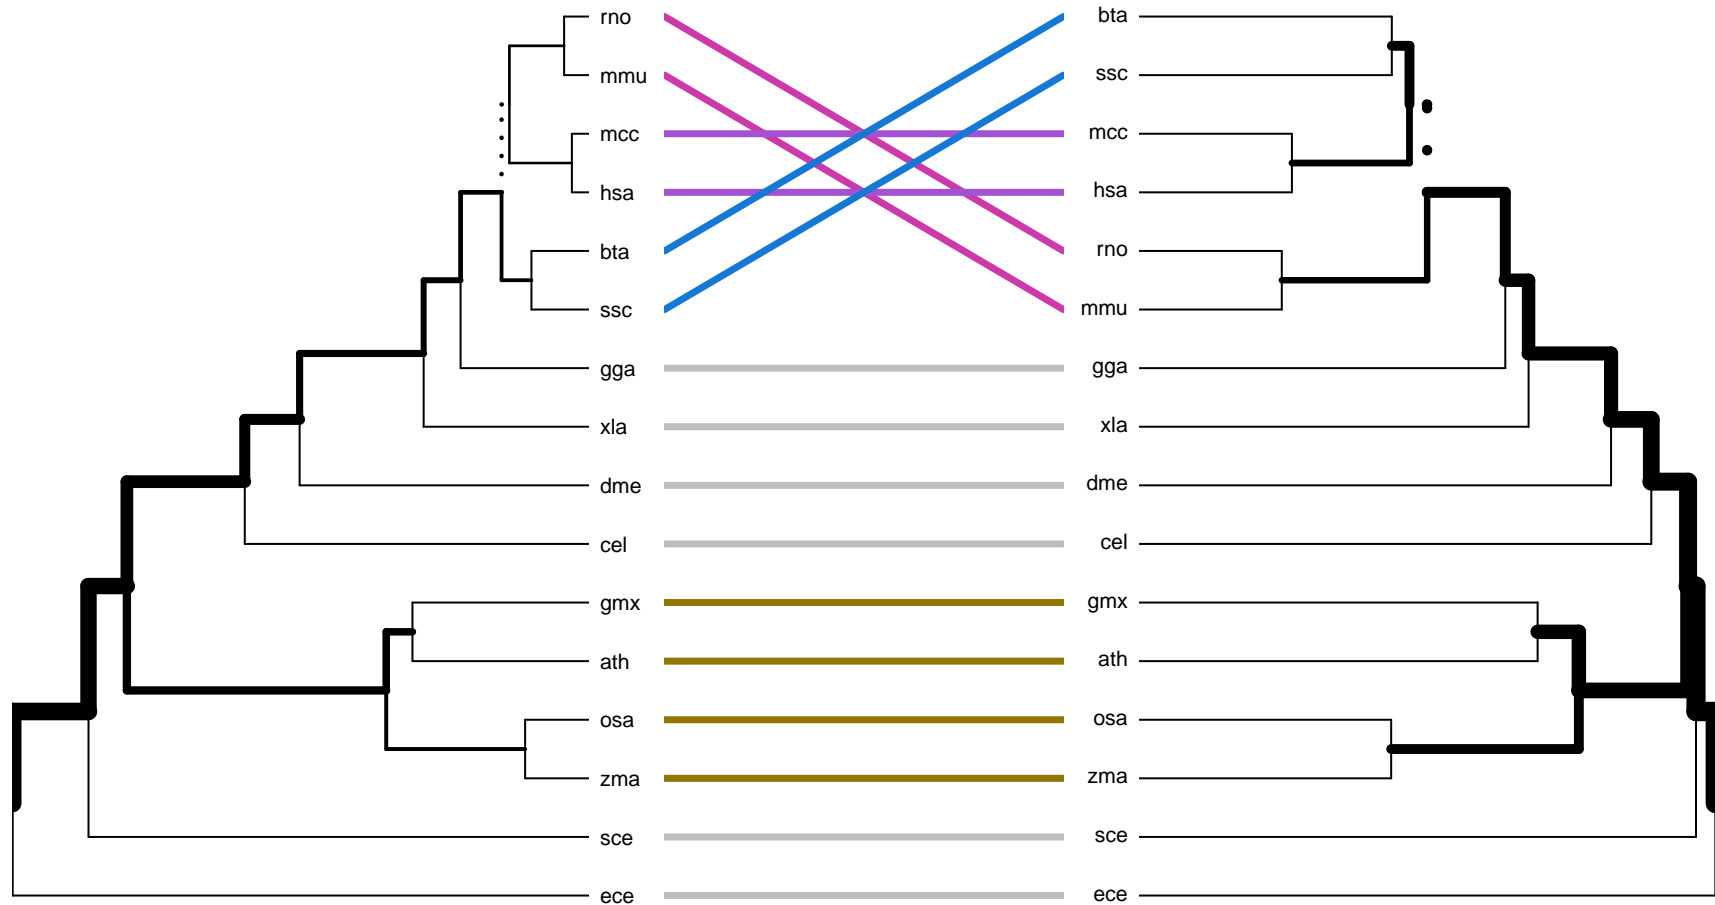 rno bta
mmu ssc
mcc mcc
hsa hsa
bta rno
ssc mmu
gga gga
xla xla
dme dme
cel cel
gmx gmx
ath ath
osa osa
zma zma
sce sce
ece ece